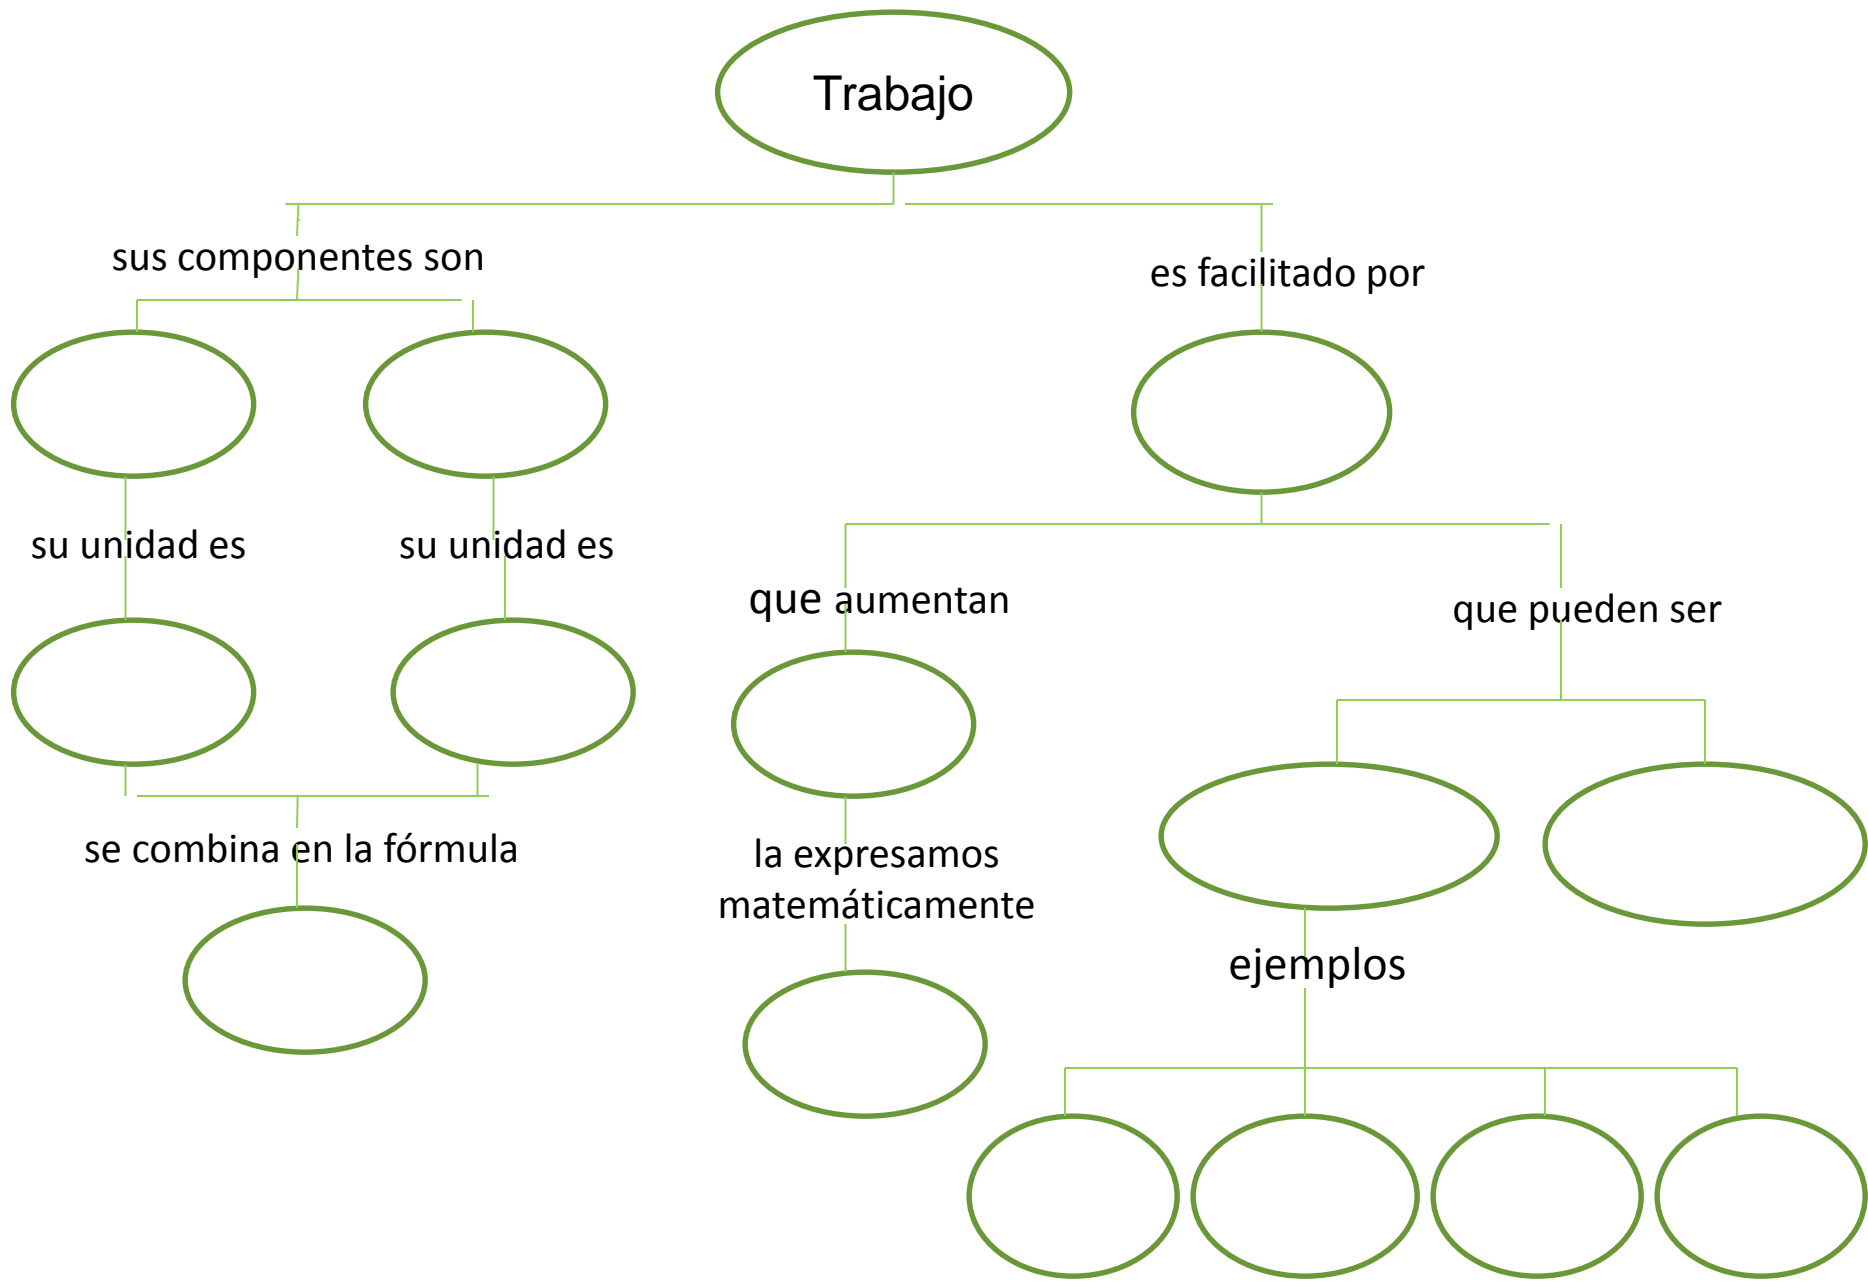 Trabajo
sus componentes son
es facilitado por
su unidad es
su unidad es
que aumentan
que pueden ser
se combina en la fórmula
la expresamos
matemáticamente
ejemplos